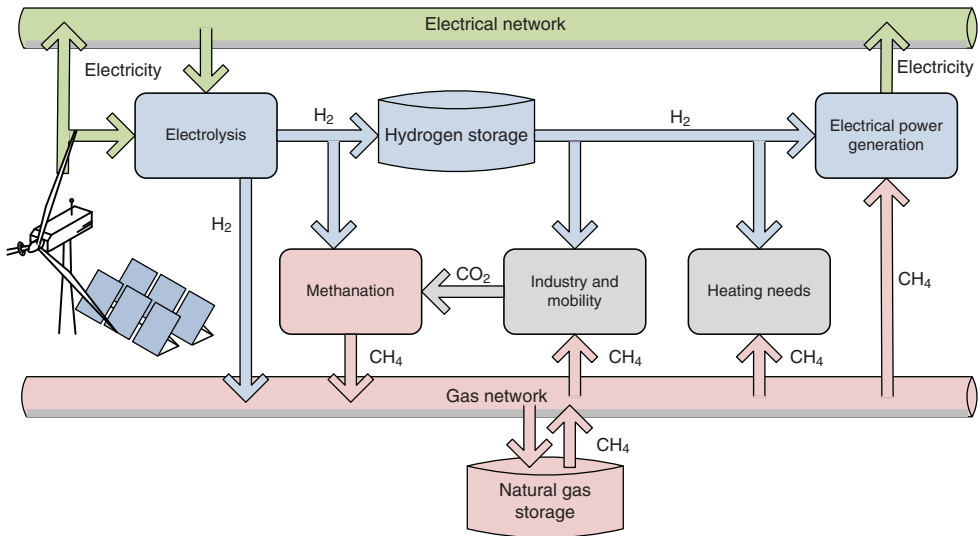 Electrical network
Electricity
Electricity
Electrolysis
H₂
Hydrogen storage
H₂
Electrical power
generation
H₂
Methanation
CO₂
Industry and
mobility
Heating needs
CH₄
CH₄
CH₄
CH₄
Gas network
CH₄
Natural gas
storage